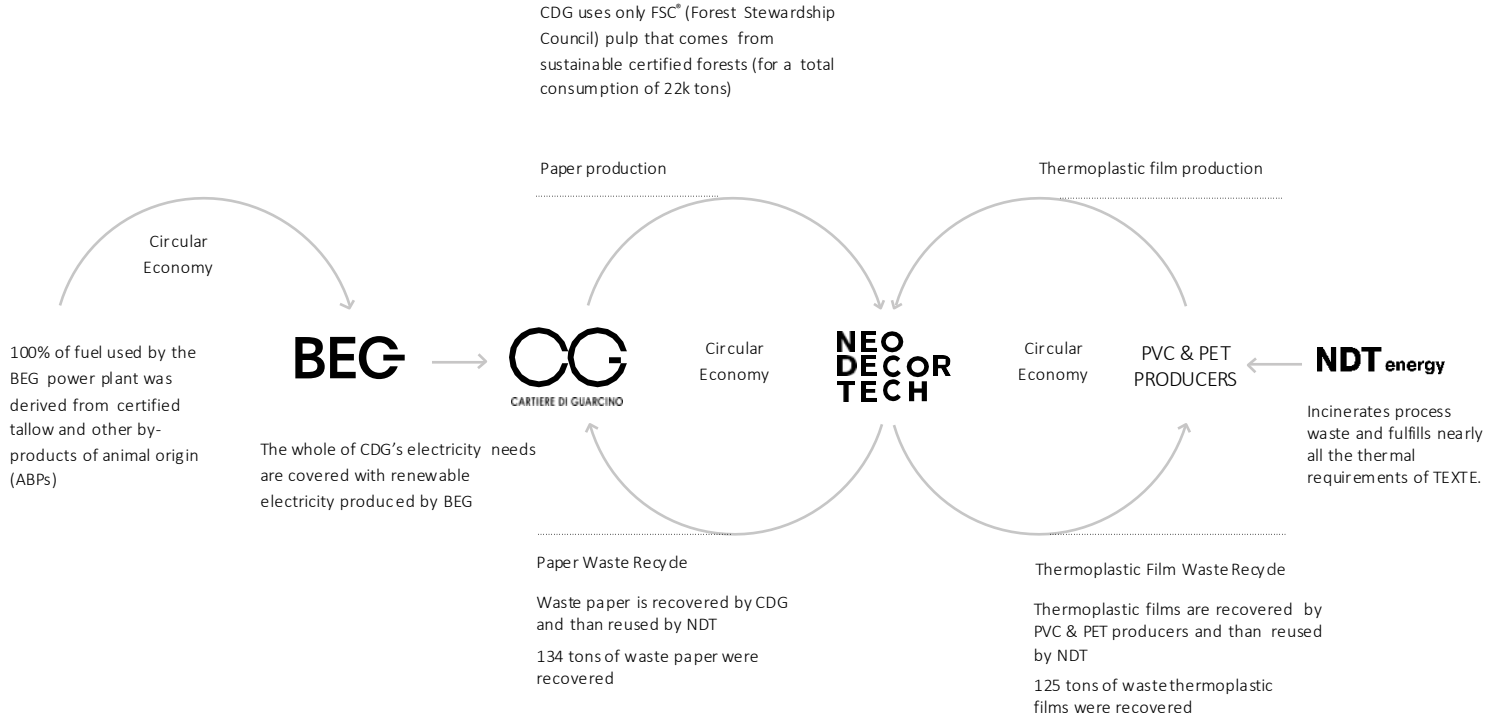 CDG uses only FSC® (Forest Stewardship
Council) pulp that comes from
sustainable certified forests (for a total
consumption of 22k tons)
Paper production
Thermoplastic film production
Circular
Economy
100% of fuel used by the
BEG power plant was
derived from certified
tallow and other by-
products of animal origin
(ABPs)
BEG
The whole of CDG’s electricity needs
are covered with renewable
electricity produced by BEG
CG
CARTIERE DI GUARCINO
Circular
Economy
NEO
DECOR
TECH
Circular
Economy
PVC & PET
PRODUCERS
NDT energy
Incinerates process
waste and fulfills nearly
all the thermal
requirements of TEXTE.
Paper Waste Recycle
Waste paper is recovered by CDG
and than reused by NDT
134 tons of waste paper were
recovered
Thermoplastic Film Waste Recycle
Thermoplastic films are recovered by
PVC & PET producers and than reused
by NDT
125 tons of waste thermoplastic
films were recovered